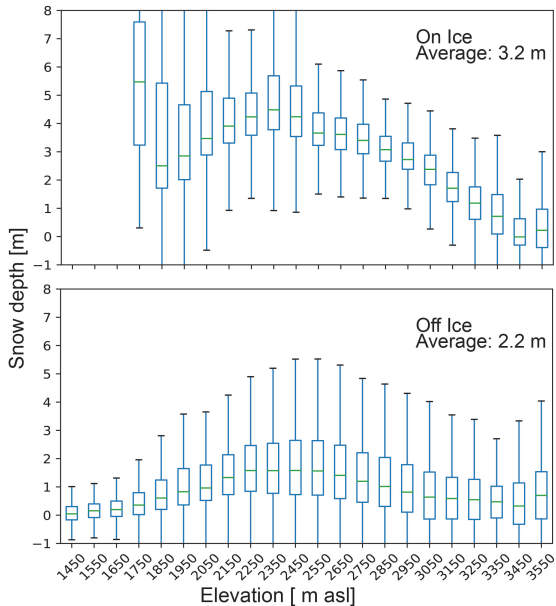 8
7
6
5
4
3
2
1
0
−1
On Ice
Average: 3.2 m
Snow depth [m]
8
7
6
5
4
3
2
1
0
−1
Off Ice
Average: 2.2 m
1450 1550 1650 1750 1850 1950 2050 2150 2250 2350 2450 2550 2650 2750 2850 2950 3050 3150 3250 3350 3450 3550
Elevation [ m asl]